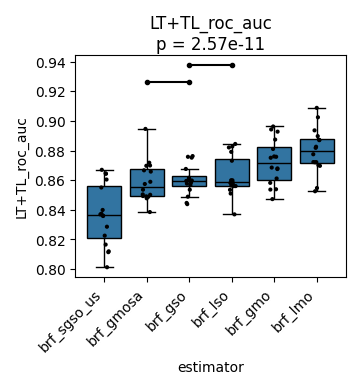 LT+TL_roc_auc
p = 2.57e-11
LT+TL_roc_auc
0.94
0.92
0.90
0.88
0.86
0.84
0.82
0.80
brf_sgso_us
brf_gmosa
brf_gso
brf_lso
brf_gmo
brf_lmo
estimator